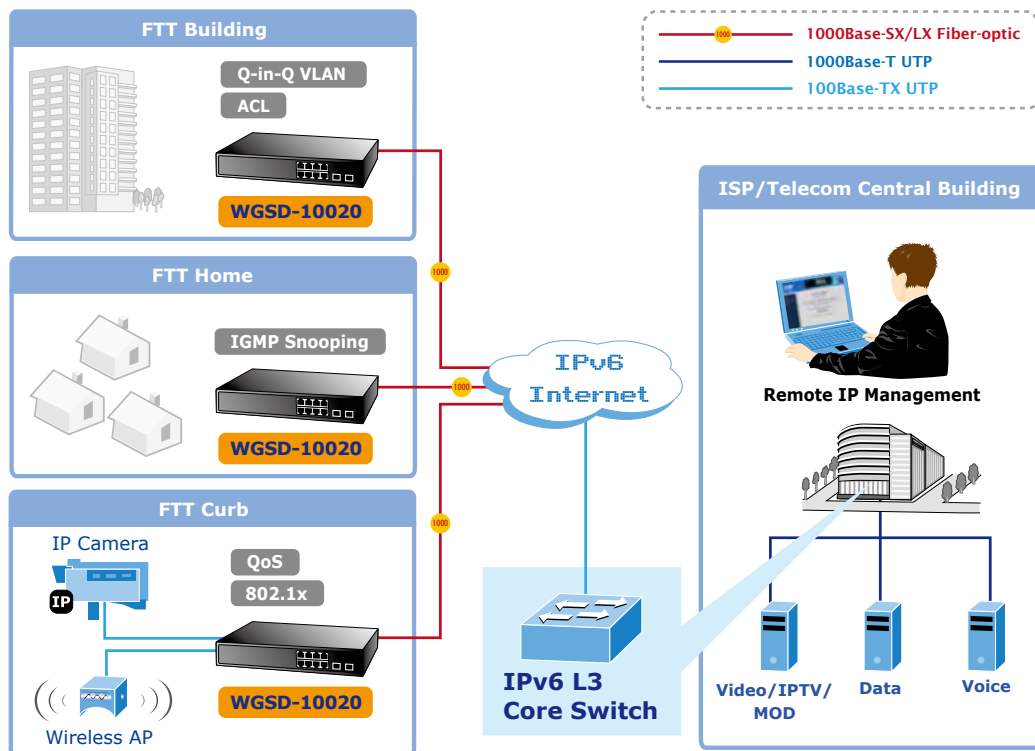 FTT Building
Q-in-Q VLAN
ACL
WGSD-10020
FTT Home
IGMP Snooping
WGSD-10020
FTT Curb
IP Camera
IP
QoS
802.1x
WGSD-10020
Wireless AP
1000
1000
1000
IPv6
Internet
IPv6 L3
Core Switch
1000
1000Base-SX/LX Fiber-optic
1000Base-T UTP
100Base-TX UTP
ISP/Telecom Central Building
Remote IP Management
Video/IPTV/
MOD
Data
Voice